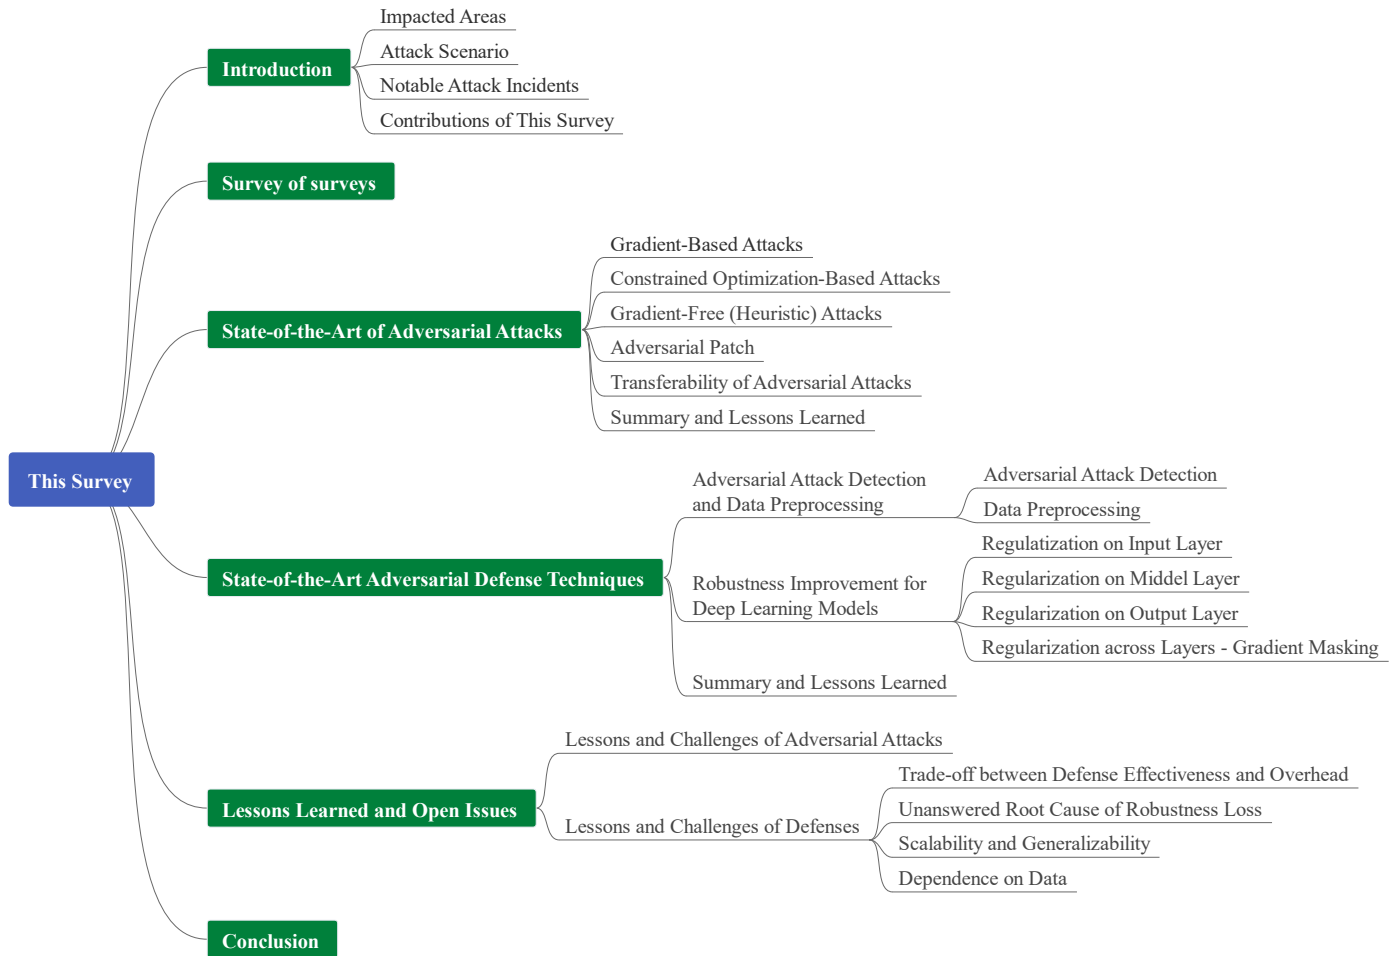 This Survey
Introduction
Impacted Areas
Attack Scenario
Notable Attack Incidents
Contributions of This Survey
Survey of surveys
State-of-the-Art of Adversarial Attacks
Gradient-Based Attacks
Constrained Optimization-Based Attacks
Gradient-Free (Heuristic) Attacks
Adversarial Patch
Transferability of Adversarial Attacks
Summary and Lessons Learned
State-of-the-Art Adversarial Defense Techniques
Adversarial Attack Detection
and Data Preprocessing
Adversarial Attack Detection
Data Preprocessing
Robustness Improvement for
Deep Learning Models
Regulatization on Input Layer
Regularization on Middel Layer
Regularization on Output Layer
Regularization across Layers - Gradient Masking
Summary and Lessons Learned
Lessons Learned and Open Issues
Lessons and Challenges of Adversarial Attacks
Lessons and Challenges of Defenses
Trade-off between Defense Effectiveness and Overhead
Unanswered Root Cause of Robustness Loss
Scalability and Generalizability
Dependence on Data
Conclusion